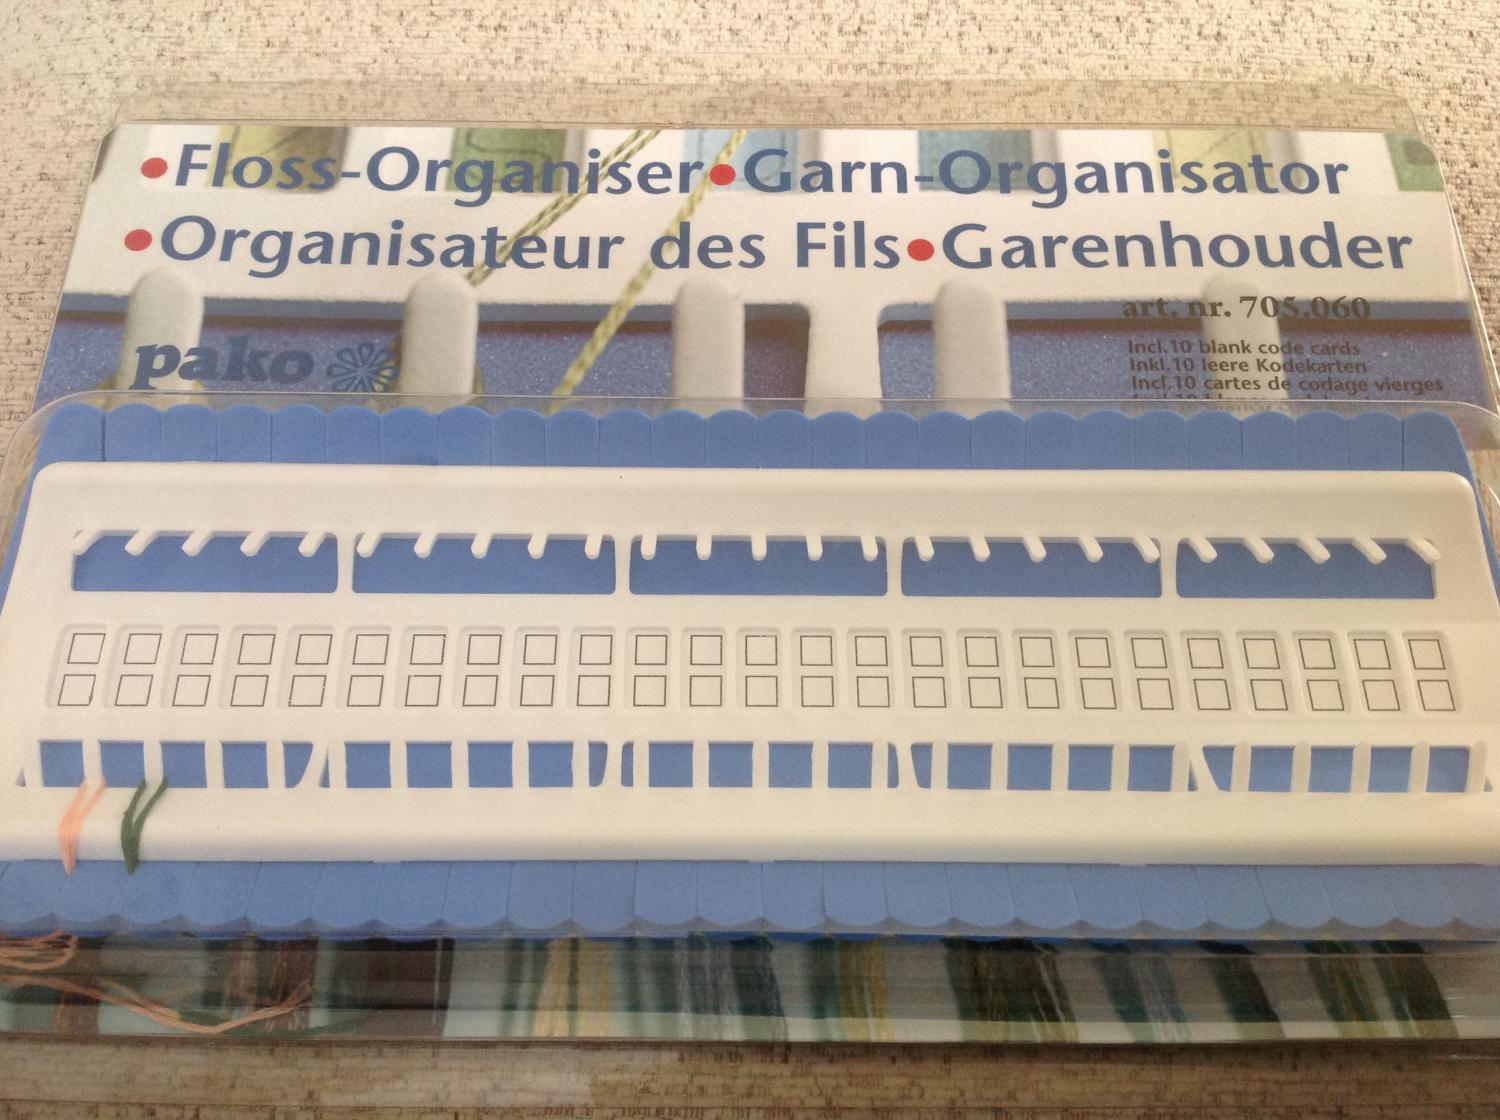 •Floss-Organiser•Garn-Organisator
•Organisateur des Fils•Garenhouder
art. nr. 705.060
pako
Incl.10 blank code cards
Inkl.10 leere Kodekarten
Incl.10 cartes de codage vierges